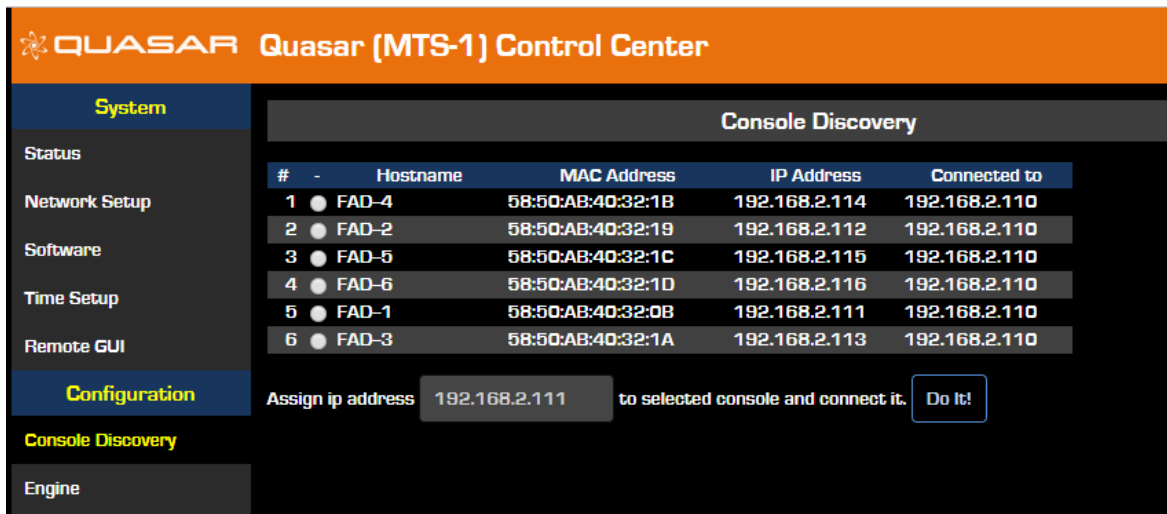 QUASAR Quasar (MTS-1) Control Center
System
Status
Network Setup
Software
Time Setup
Remote GUI
Configuration
Console Discovery
Engine
Console Discovery
# - Hostname MAC Address IP Address Connected to
1 FAD-4 58:50:AB:40:32:1B 192.168.2.114 192.168.2.110
2 FAD-2 58:50:AB:40:32:19 192.168.2.112 192.168.2.110
3 FAD-5 58:50:AB:40:32:1C 192.168.2.115 192.168.2.110
4 FAD-6 58:50:AB:40:32:1D 192.168.2.116 192.168.2.110
5 FAD-1 58:50:AB:40:32:0B 192.168.2.111 192.168.2.110
6 FAD-3 58:50:AB:40:32:1A 192.168.2.113 192.168.2.110
Assign ip address 192.168.2.111 to selected console and connect it. Do It!